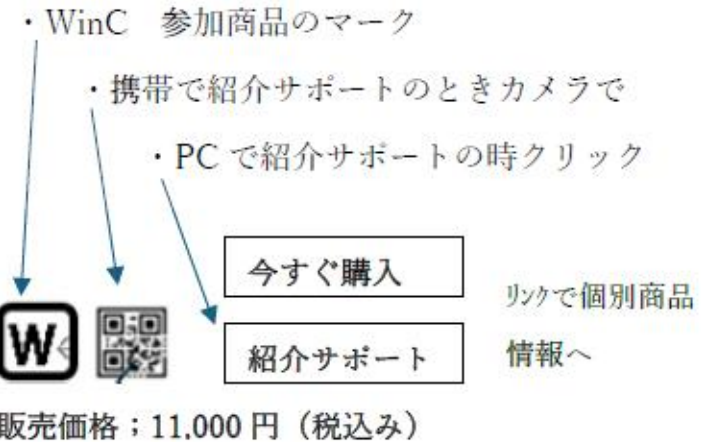 ・WinC　参加商品のマーク
・携帯で紹介サポートのときカメラで
・PC で紹介サポートの時クリック
今すぐ購入
ﾘﾝｸで個別商品
W
紹介サポート
情報へ
販売価格；11,000 円（税込み）